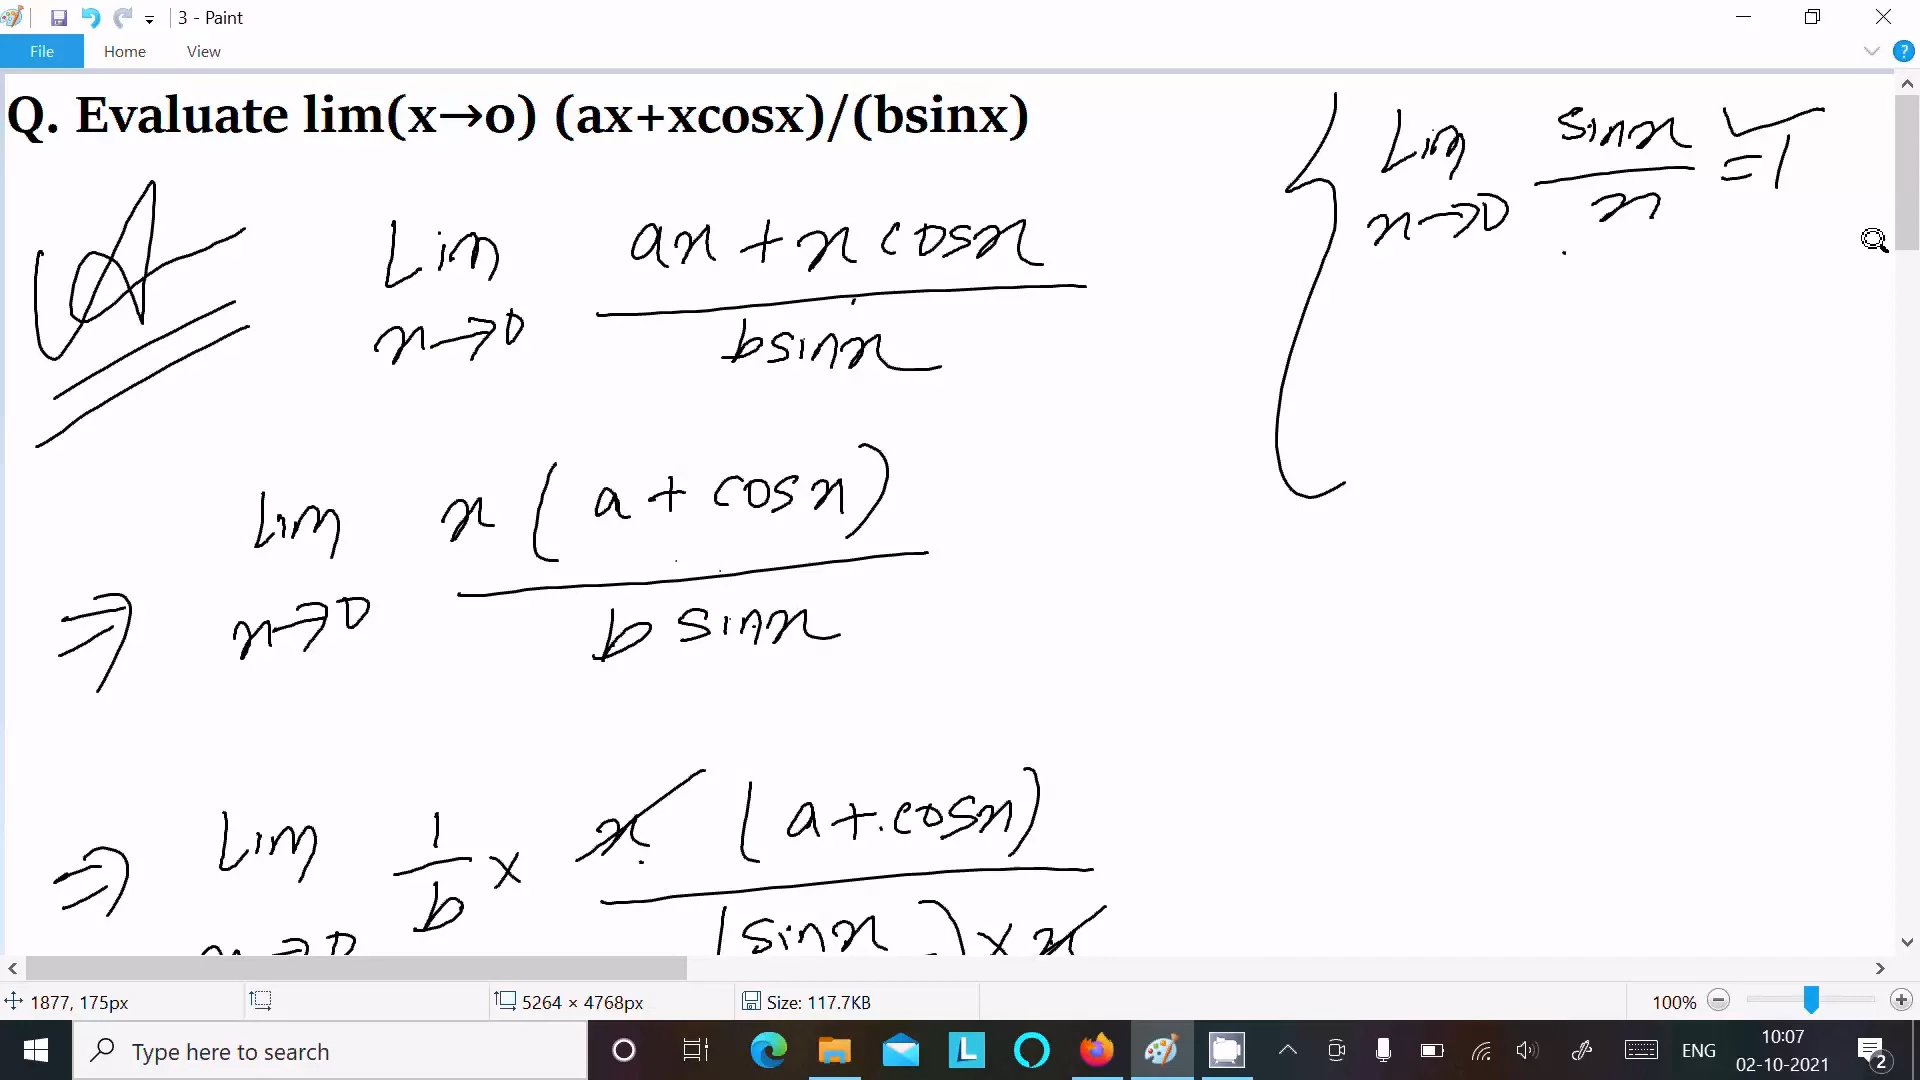 3 - Paint
File Home View
Q. Evaluate lim(x→0) (ax+xcosx)/(bsinx)
Lim x→0 sinx/x = 1
A
Lim x→0 ax + x cosx / bsinx
⇒ Lim x→0 x(a + cosx) / b sinx
⇒ Lim x→0 1/b × x (a + cosx) / (sinx ) × x
1877, 175px 5264 × 4768px Size: 117.7KB 100%
Type here to search L ENG 10:07
02-10-2021 2